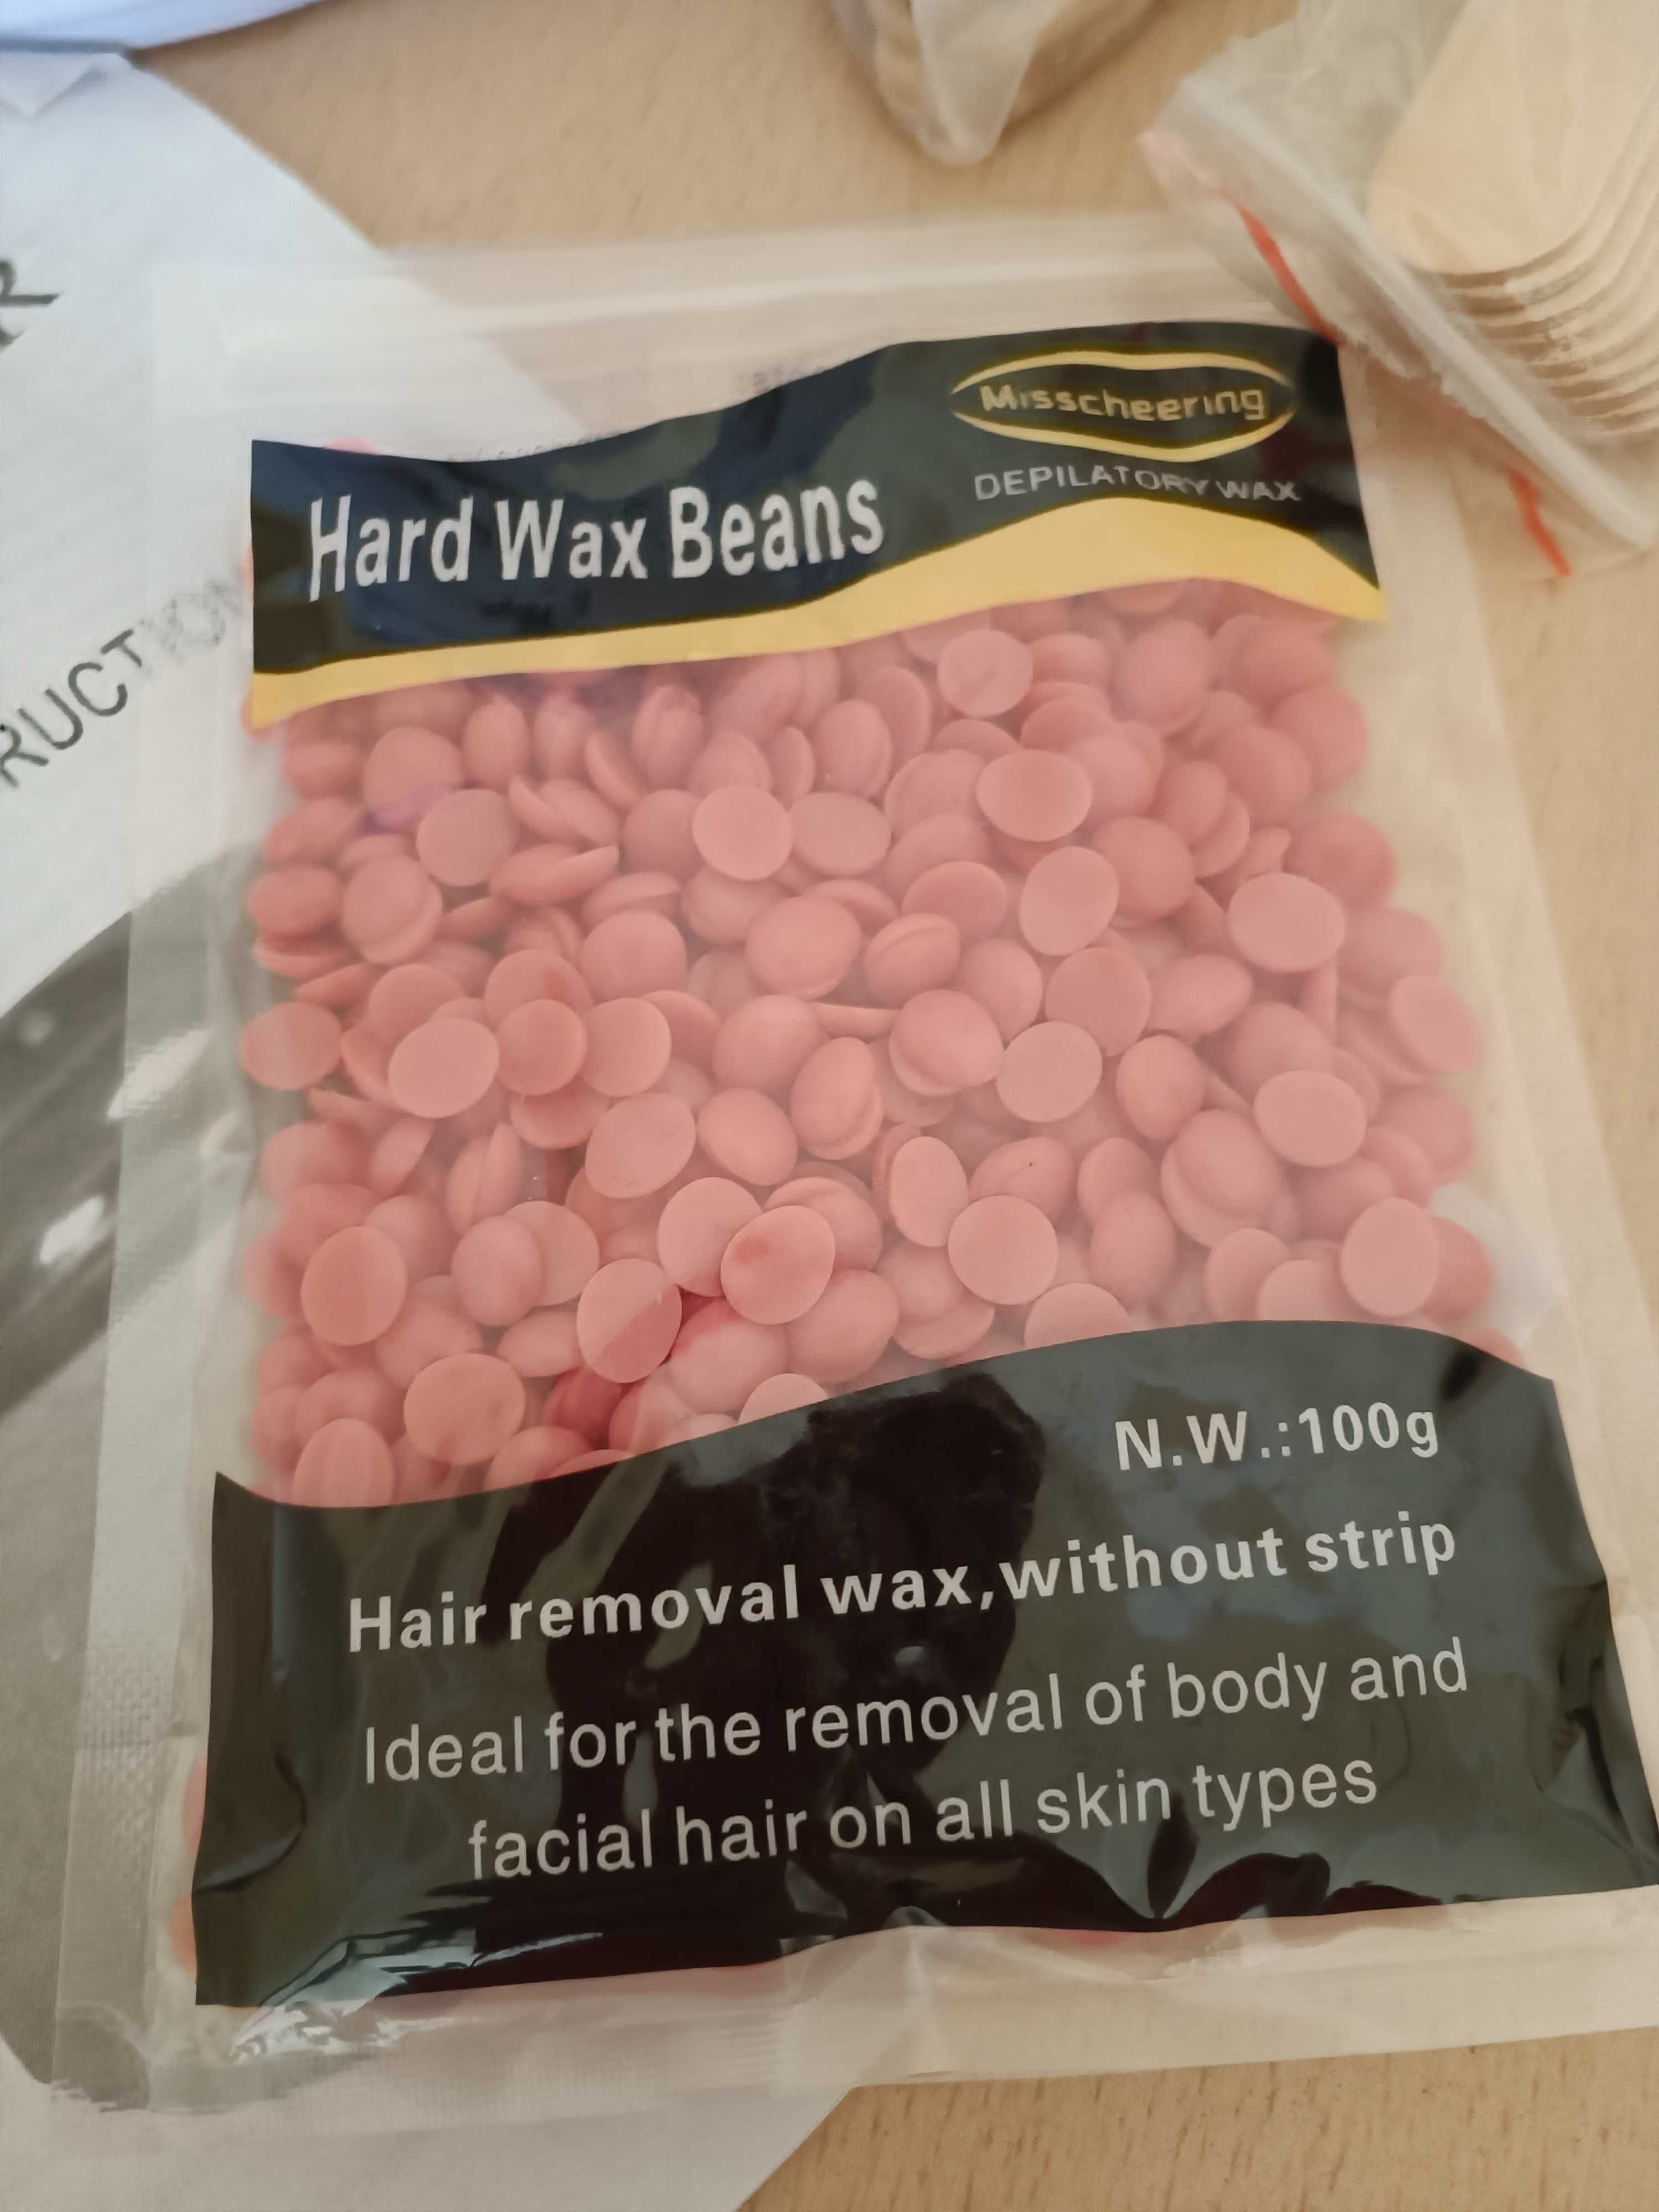 Misscheering
DEPILATORY WAX
Hard Wax Beans
RUCTION
N.W.:100g
Hair removal wax,without strip
Ideal for the removal of body and
facial hair on all skin types